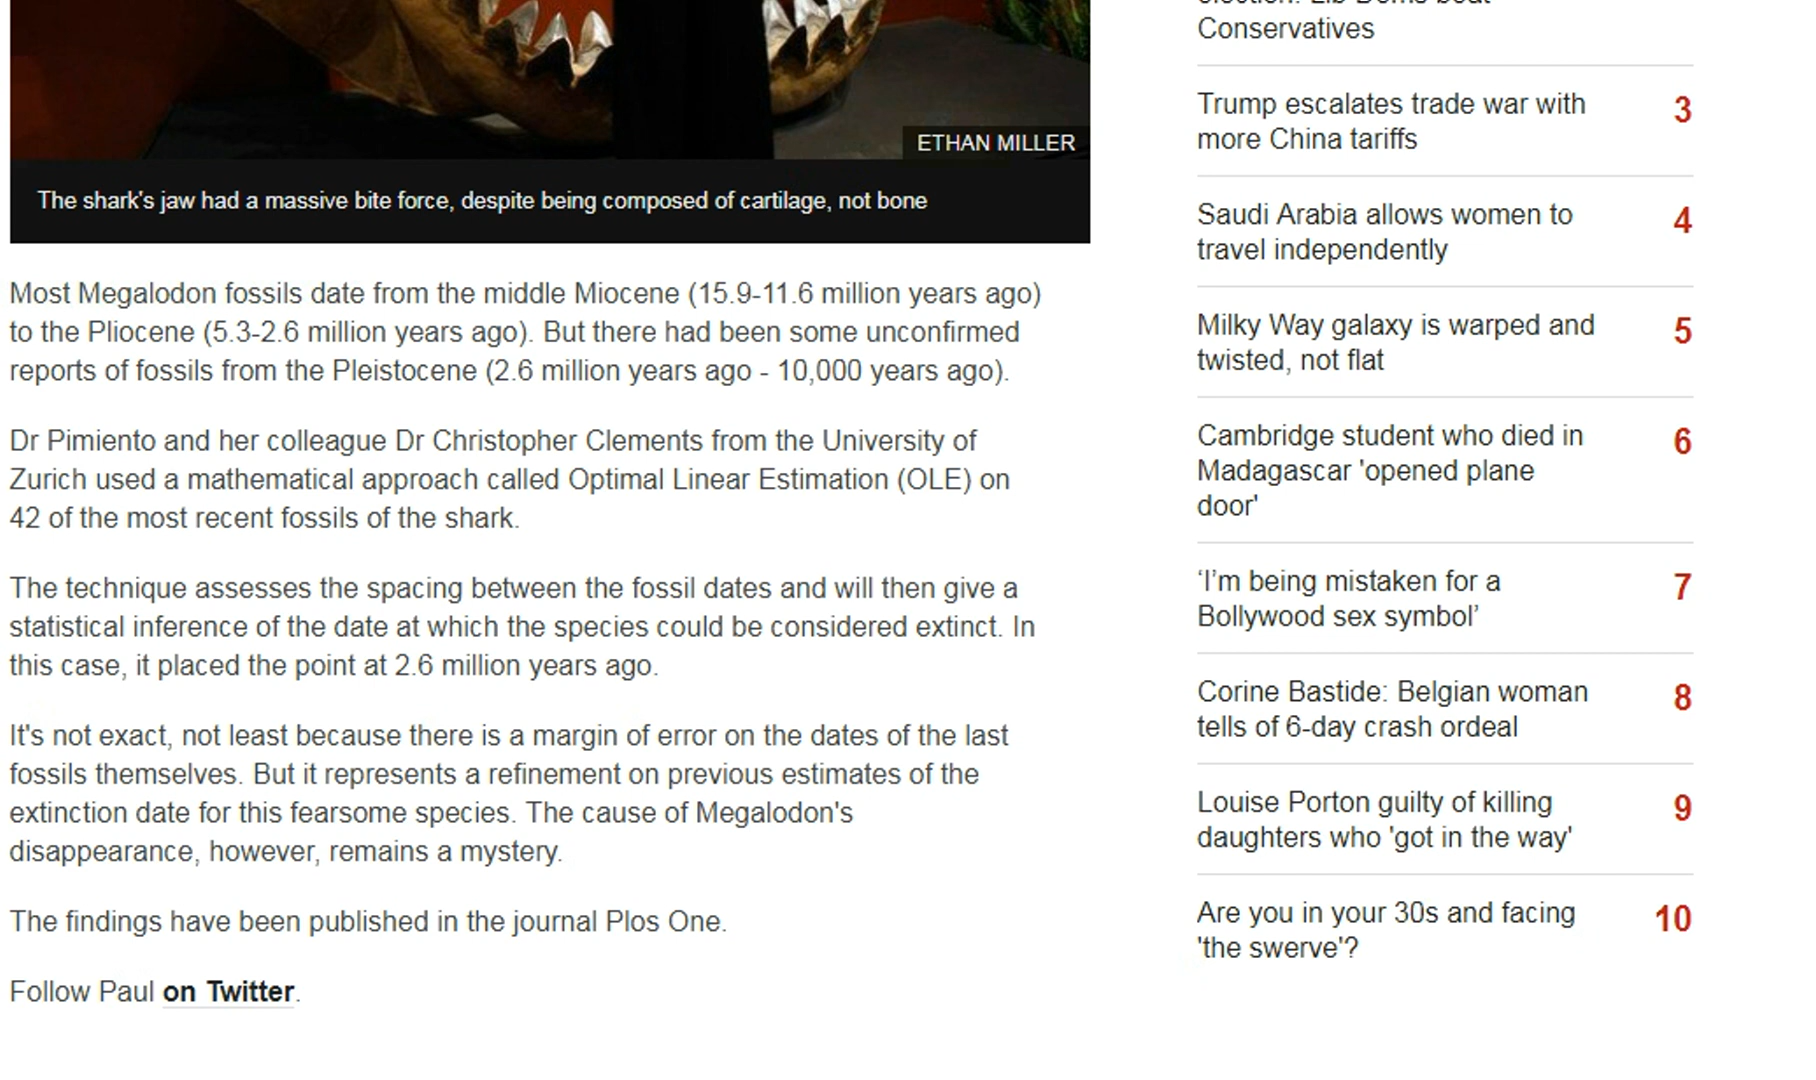 ETHAN MILLER
The shark's jaw had a massive bite force, despite being composed of cartilage, not bone
Most Megalodon fossils date from the middle Miocene (15.9-11.6 million years ago)
to the Pliocene (5.3-2.6 million years ago). But there had been some unconfirmed
reports of fossils from the Pleistocene (2.6 million years ago - 10,000 years ago).
Dr Pimiento and her colleague Dr Christopher Clements from the University of
Zurich used a mathematical approach called Optimal Linear Estimation (OLE) on
42 of the most recent fossils of the shark.
The technique assesses the spacing between the fossil dates and will then give a
statistical inference of the date at which the species could be considered extinct. In
this case, it placed the point at 2.6 million years ago.
It's not exact, not least because there is a margin of error on the dates of the last
fossils themselves. But it represents a refinement on previous estimates of the
extinction date for this fearsome species. The cause of Megalodon's
disappearance, however, remains a mystery.
The findings have been published in the journal Plos One.
Follow Paul on Twitter.
Conservatives
Trump escalates trade war with
more China tariffs
3
Saudi Arabia allows women to
travel independently
4
Milky Way galaxy is warped and
twisted, not flat
5
Cambridge student who died in
Madagascar 'opened plane
door'
6
‘I’m being mistaken for a
Bollywood sex symbol’
7
Corine Bastide: Belgian woman
tells of 6-day crash ordeal
8
Louise Porton guilty of killing
daughters who 'got in the way'
9
Are you in your 30s and facing
'the swerve'?
10